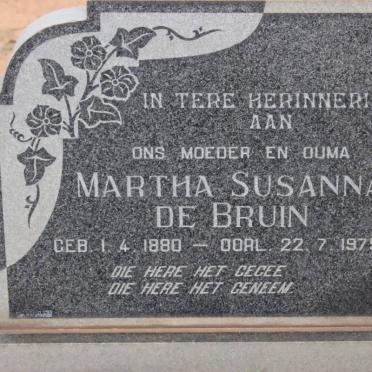 IN TERE HERINNERI
AAN
ONS MOEDER EN OUMA
MARTHA SUSANNA
DE BRUIN
GEB. 1. 4. 1880 — OORL. 22. 7. 1975
DIE HERE HET GEGEE
DIE HERE HET GENEEM.